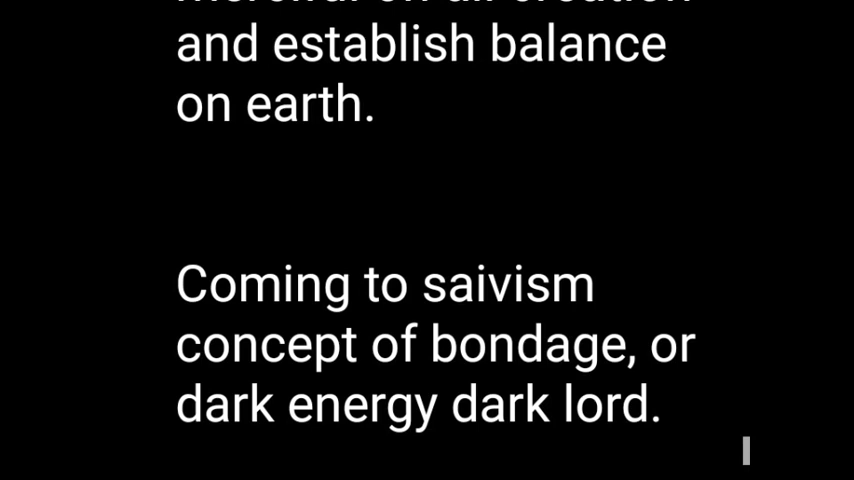 and establish balance
on earth.
Coming to saivism
concept of bondage, or
dark energy dark lord.